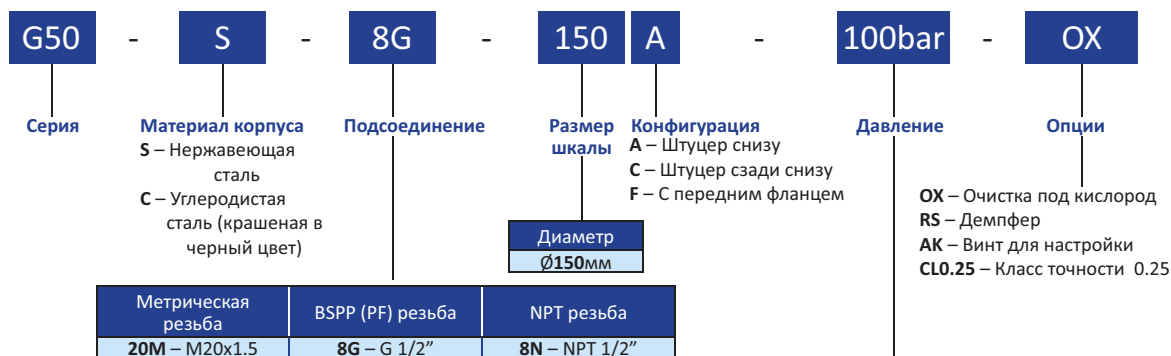 G50 - S - 8G - 150 A - 100bar - OX
Серия
Материал корпуса
S – Нержавеющая
сталь
C – Углеродистая
сталь (крашеная в
черный цвет)
Подсоединение
Размер
шкалы
Конфигурация
A – Штуцер снизу
C – Штуцер сзади снизу
F – С передним фланцем
Давление
Опции
OX – Очистка под кислород
RS – Демпфер
AK – Винт для настройки
CL0.25 – Класс точности 0.25
Диаметр
Ø150мм
Метрическая
резьба
BSPP (PF) резьба
NPT резьба
20M – M20x1.5
8G – G 1/2”
8N – NPT 1/2”